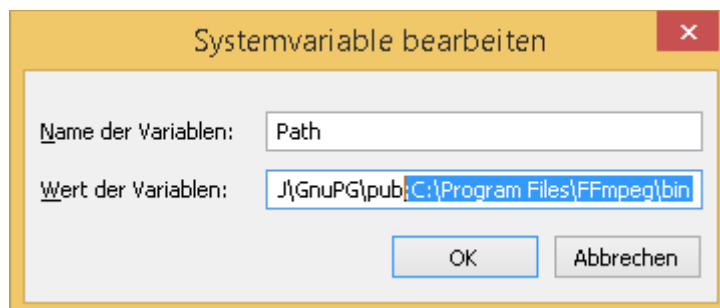 Systemvariable bearbeiten
Name der Variablen: Path
Wert der Variablen: J\GnuPG\pub;C:\Program Files\FFmpeg\bin
OK Abbrechen